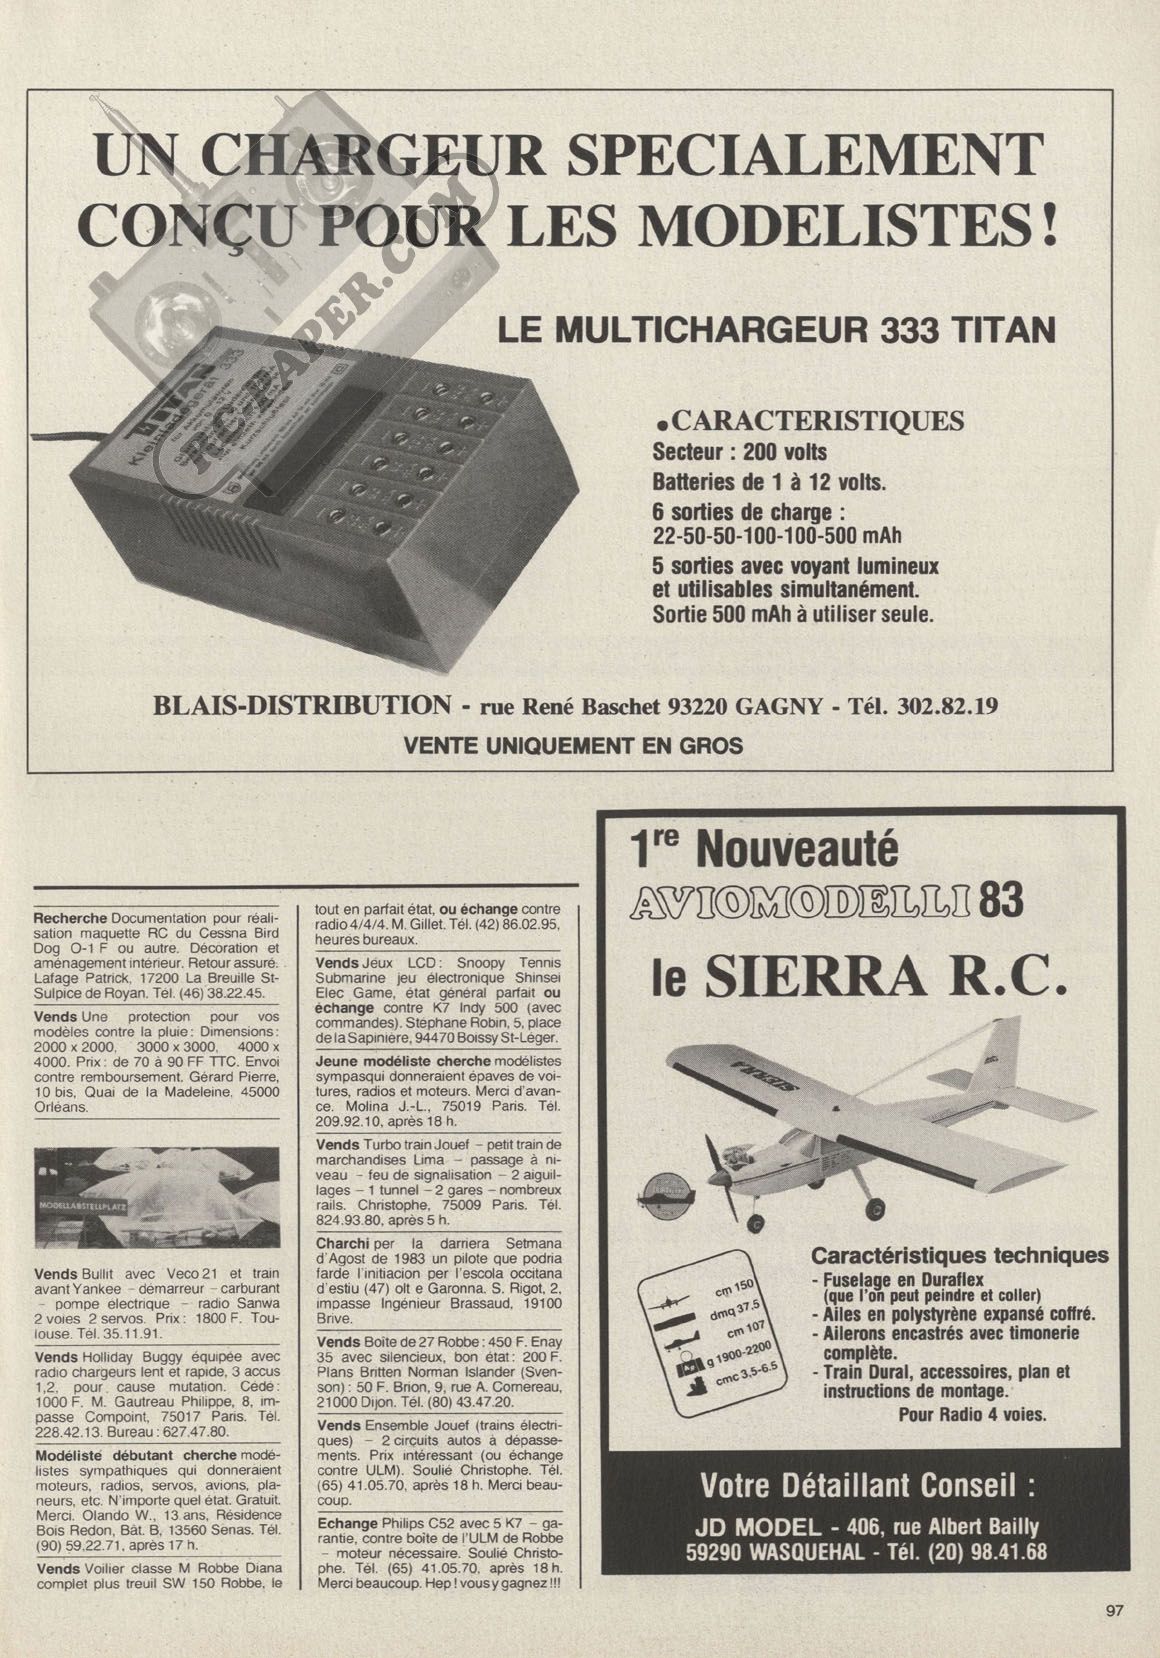 UN CHARGEUR SPECIALEMENT
CONÇU POUR LES MODELISTES!
RC-PAPER.COM
LE MULTICHARGEUR 333 TITAN
TITAN
Kleinladegerät 333
•CARACTERISTIQUES
Secteur : 200 volts
Batteries de 1 à 12 volts.
6 sorties de charge :
22-50-50-100-100-500 mAh
5 sorties avec voyant lumineux
et utilisables simultanément.
Sortie 500 mAh à utiliser seule.
BLAIS-DISTRIBUTION - rue René Baschet 93220 GAGNY - Tél. 302.82.19
VENTE UNIQUEMENT EN GROS
Recherche Documentation pour réali-
sation maquette RC du Cessna Bird
Dog O-1 F ou autre. Décoration et
aménagement intérieur. Retour assuré.
Lafage Patrick, 17200 La Breuille St-
Sulpice de Royan. Tél. (46) 38.22.45.
Vends Une protection pour vos
modèles contre la pluie : Dimensions :
2000 x 2000, 3000 x 3000, 4000 x
4000. Prix : de 70 à 90 FF TTC. Envoi
contre remboursement. Gérard Pierre,
10 bis, Quai de la Madeleine, 45000
Orléans.
MODELLABSTELLPLATZ
Vends Bullit avec Veco 21 et train
avant Yankee – démarreur – carburant
– pompe électrique – radio Sanwa
2 voies 2 servos. Prix : 1800 F. Tou-
louse. Tél. 35.11.91.
Vends Holliday Buggy équipée avec
radio chargeurs lent et rapide, 3 accus
1,2, pour cause mutation. Cédé :
1000 F. M. Gautreau Philippe, 8, im-
passe Compoint, 75017 Paris. Tél.
228.42.13. Bureau : 627.47.80.
Modéliste débutant cherche modé-
listes sympathiques qui donneraient
moteurs, radios, servos, avions, pla-
neurs, etc. N'importe quel état. Gratuit.
Merci. Olando W., 13 ans, Résidence
Bois Redon, Bât. B, 13560 Senas. Tél.
(90) 59.22.71, après 17 h.
Vends Voilier classe M Robbe Diana
complet plus treuil SW 150 Robbe, le
tout en parfait état, ou échange contre
radio 4/4/4. M. Gillet. Tél. (42) 86.02.95,
heures bureaux.
Vends Jeux LCD : Snoopy Tennis
Submarine jeu électronique Shinsei
Elec Game, état général parfait ou
échange contre K7 Indy 500 (avec
commandes). Stéphane Robin, 5, place
de la Sapinière, 94470 Boissy St-Léger.
Jeune modéliste cherche modélistes
sympasqui donneraient épaves de voi-
tures, radios et moteurs. Merci d'avan-
ce. Molina J.-L., 75019 Paris. Tél.
209.92.10, après 18 h.
Vends Turbo train Jouef – petit train de
marchandises Lima – passage à ni-
veau – feu de signalisation – 2 aiguil-
lages – 1 tunnel – 2 gares – nombreux
rails. Christophe, 75009 Paris. Tél.
824.93.80, après 5 h.
Charchi per la darriera Setmana
d'Agost de 1983 un pilote que podria
farde l'initiacion per l'escola occitana
d'estiu (47) olt e Garonna. S. Rigot, 2,
impasse Ingénieur Brassaud, 19100
Brive.
Vends Boîte de 27 Robbe : 450 F. Enay
35 avec silencieux, bon état : 200 F.
Plans Britten Norman Islander (Sven-
son) : 50 F. Brion, 9, rue A. Cornereau,
21000 Dijon. Tél. (80) 43.47.20.
Vends Ensemble Jouef (trains électri-
ques) – 2 circuits autos à dépasse-
ments. Prix intéressant (ou échange
contre ULM). Soulié Christophe. Tél.
(65) 41.05.70, après 18 h. Merci beau-
coup.
Echange Philips C52 avec 5 K7 – ga-
rantie, contre boîte de l'ULM de Robbe
– moteur nécessaire. Soulié Christo-
phe. Tél. (65) 41.05.70, après 18 h.
Merci beaucoup. Hep ! vous y gagnez !!!
1re Nouveauté
AVIOMODELLI 83
le SIERRA R.C.
SIERRA
cm 150
dmq 37.5
cm 107
g 1900-2200
cmc 3,5-6.5
Caractéristiques techniques
- Fuselage en Duraflex
(que l'on peut peindre et coller)
- Ailes en polystyrène expansé coffré.
- Ailerons encastrés avec timonerie
complète.
- Train Dural, accessoires, plan et
instructions de montage.
Pour Radio 4 voies.
Votre Détaillant Conseil :
JD MODEL - 406, rue Albert Bailly
59290 WASQUEHAL - Tél. (20) 98.41.68
97